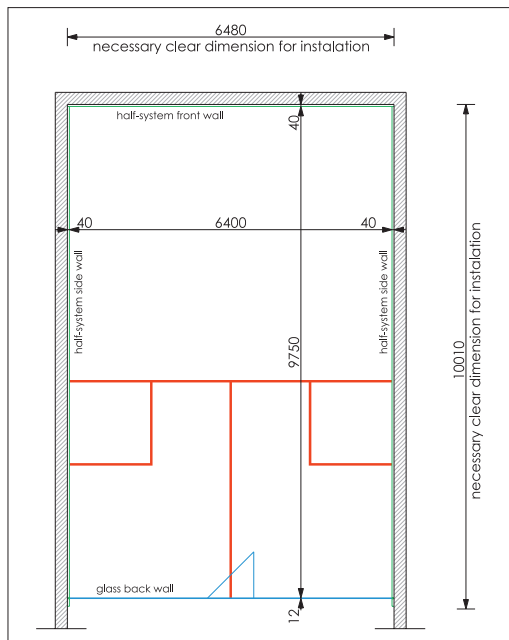 6480
necessary clear dimension for instalation
half-system front wall
40
40
6400
40
half-system side wall
half-system side wall
9750
10010
necessary clear dimension for instalation
glass back wall
12